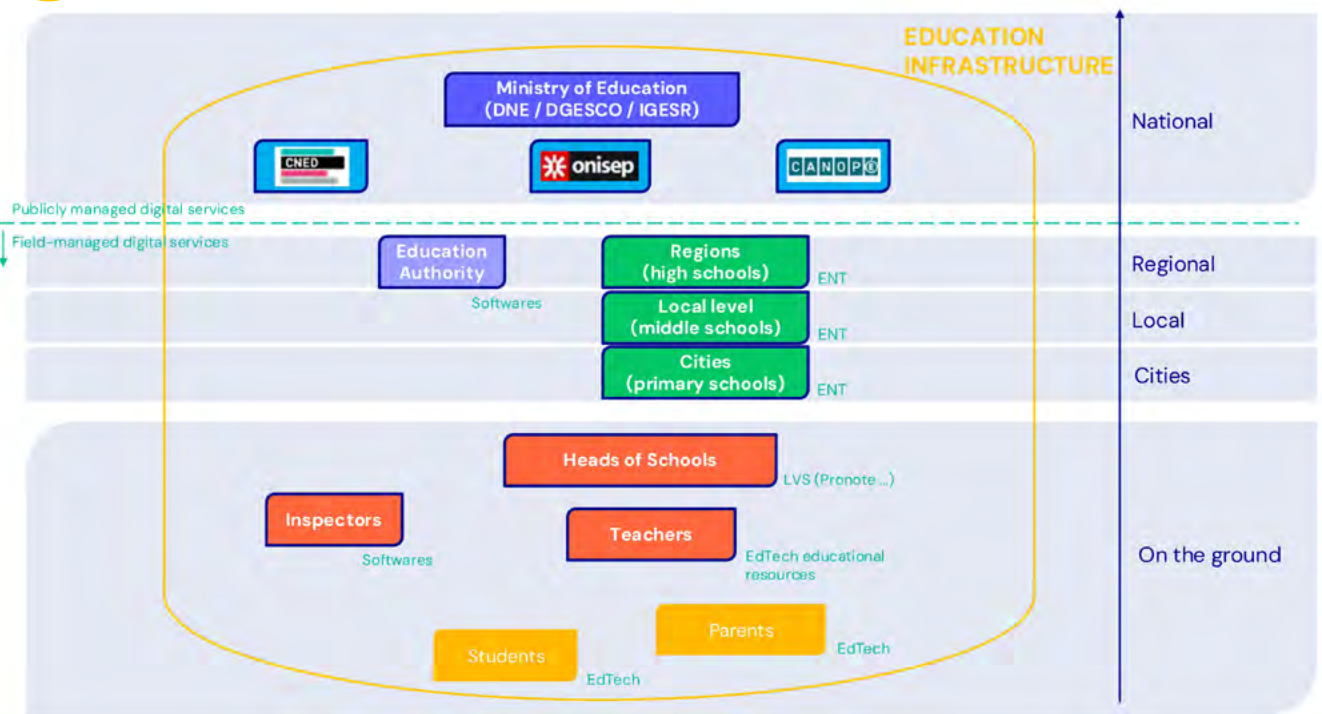 EDUCATION
INFRASTRUCTURE
Ministry of Education
(DNE / DGESCO / IGESR)
National
CNED
onisep
CANOPÉ
Publicly managed digital services
Field-managed digital services
Education
Authority
Softwares
Regions
(high schools)
ENT
Regional
Local level
(middle schools)
ENT
Local
Cities
(primary schools)
ENT
Cities
Heads of Schools
LVS (Pronote ...)
Inspectors
Softwares
Teachers
EdTech educational
resources
On the ground
Parents
EdTech
Students
EdTech